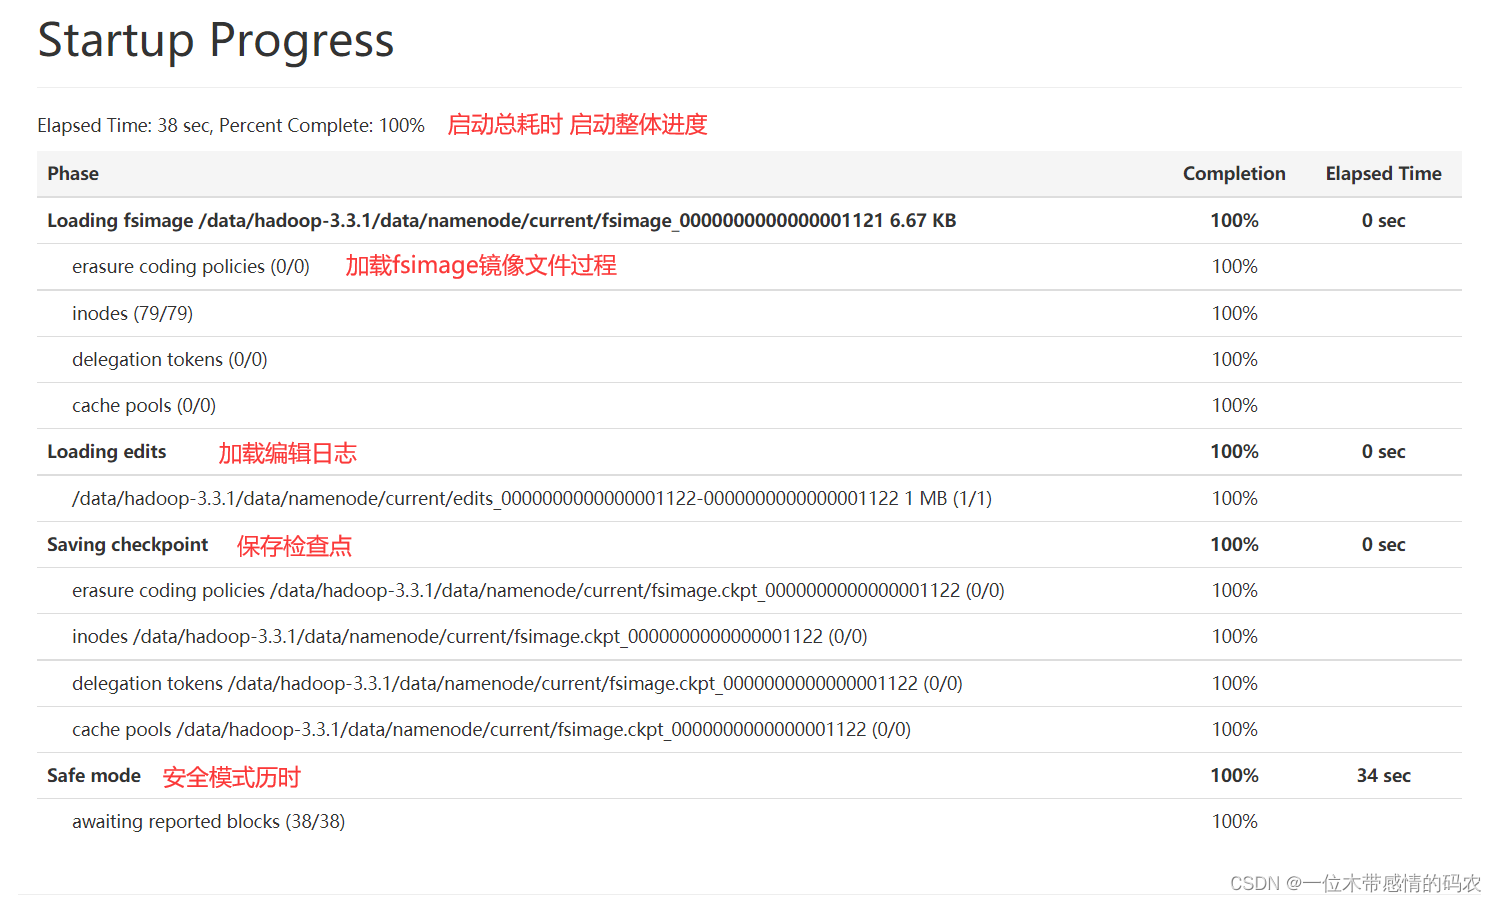 Startup Progress
Elapsed Time: 38 sec, Percent Complete: 100% 启动总耗时 启动整体进度
Phase Completion Elapsed Time
Loading fsimage /data/hadoop-3.3.1/data/namenode/current/fsimage_0000000000000001121 6.67 KB 100% 0 sec
erasure coding policies (0/0) 加载fsimage镜像文件过程 100%
inodes (79/79) 100%
delegation tokens (0/0) 100%
cache pools (0/0) 100%
Loading edits 加载编辑日志 100% 0 sec
/data/hadoop-3.3.1/data/namenode/current/edits_0000000000000001122-0000000000000001122 1 MB (1/1) 100%
Saving checkpoint 保存检查点 100% 0 sec
erasure coding policies /data/hadoop-3.3.1/data/namenode/current/fsimage.ckpt_0000000000000001122 (0/0) 100%
inodes /data/hadoop-3.3.1/data/namenode/current/fsimage.ckpt_0000000000000001122 (0/0) 100%
delegation tokens /data/hadoop-3.3.1/data/namenode/current/fsimage.ckpt_0000000000000001122 (0/0) 100%
cache pools /data/hadoop-3.3.1/data/namenode/current/fsimage.ckpt_0000000000000001122 (0/0) 100%
Safe mode 安全模式历时 100% 34 sec
awaiting reported blocks (38/38) 100%
CSDN @一位木带感情的码农